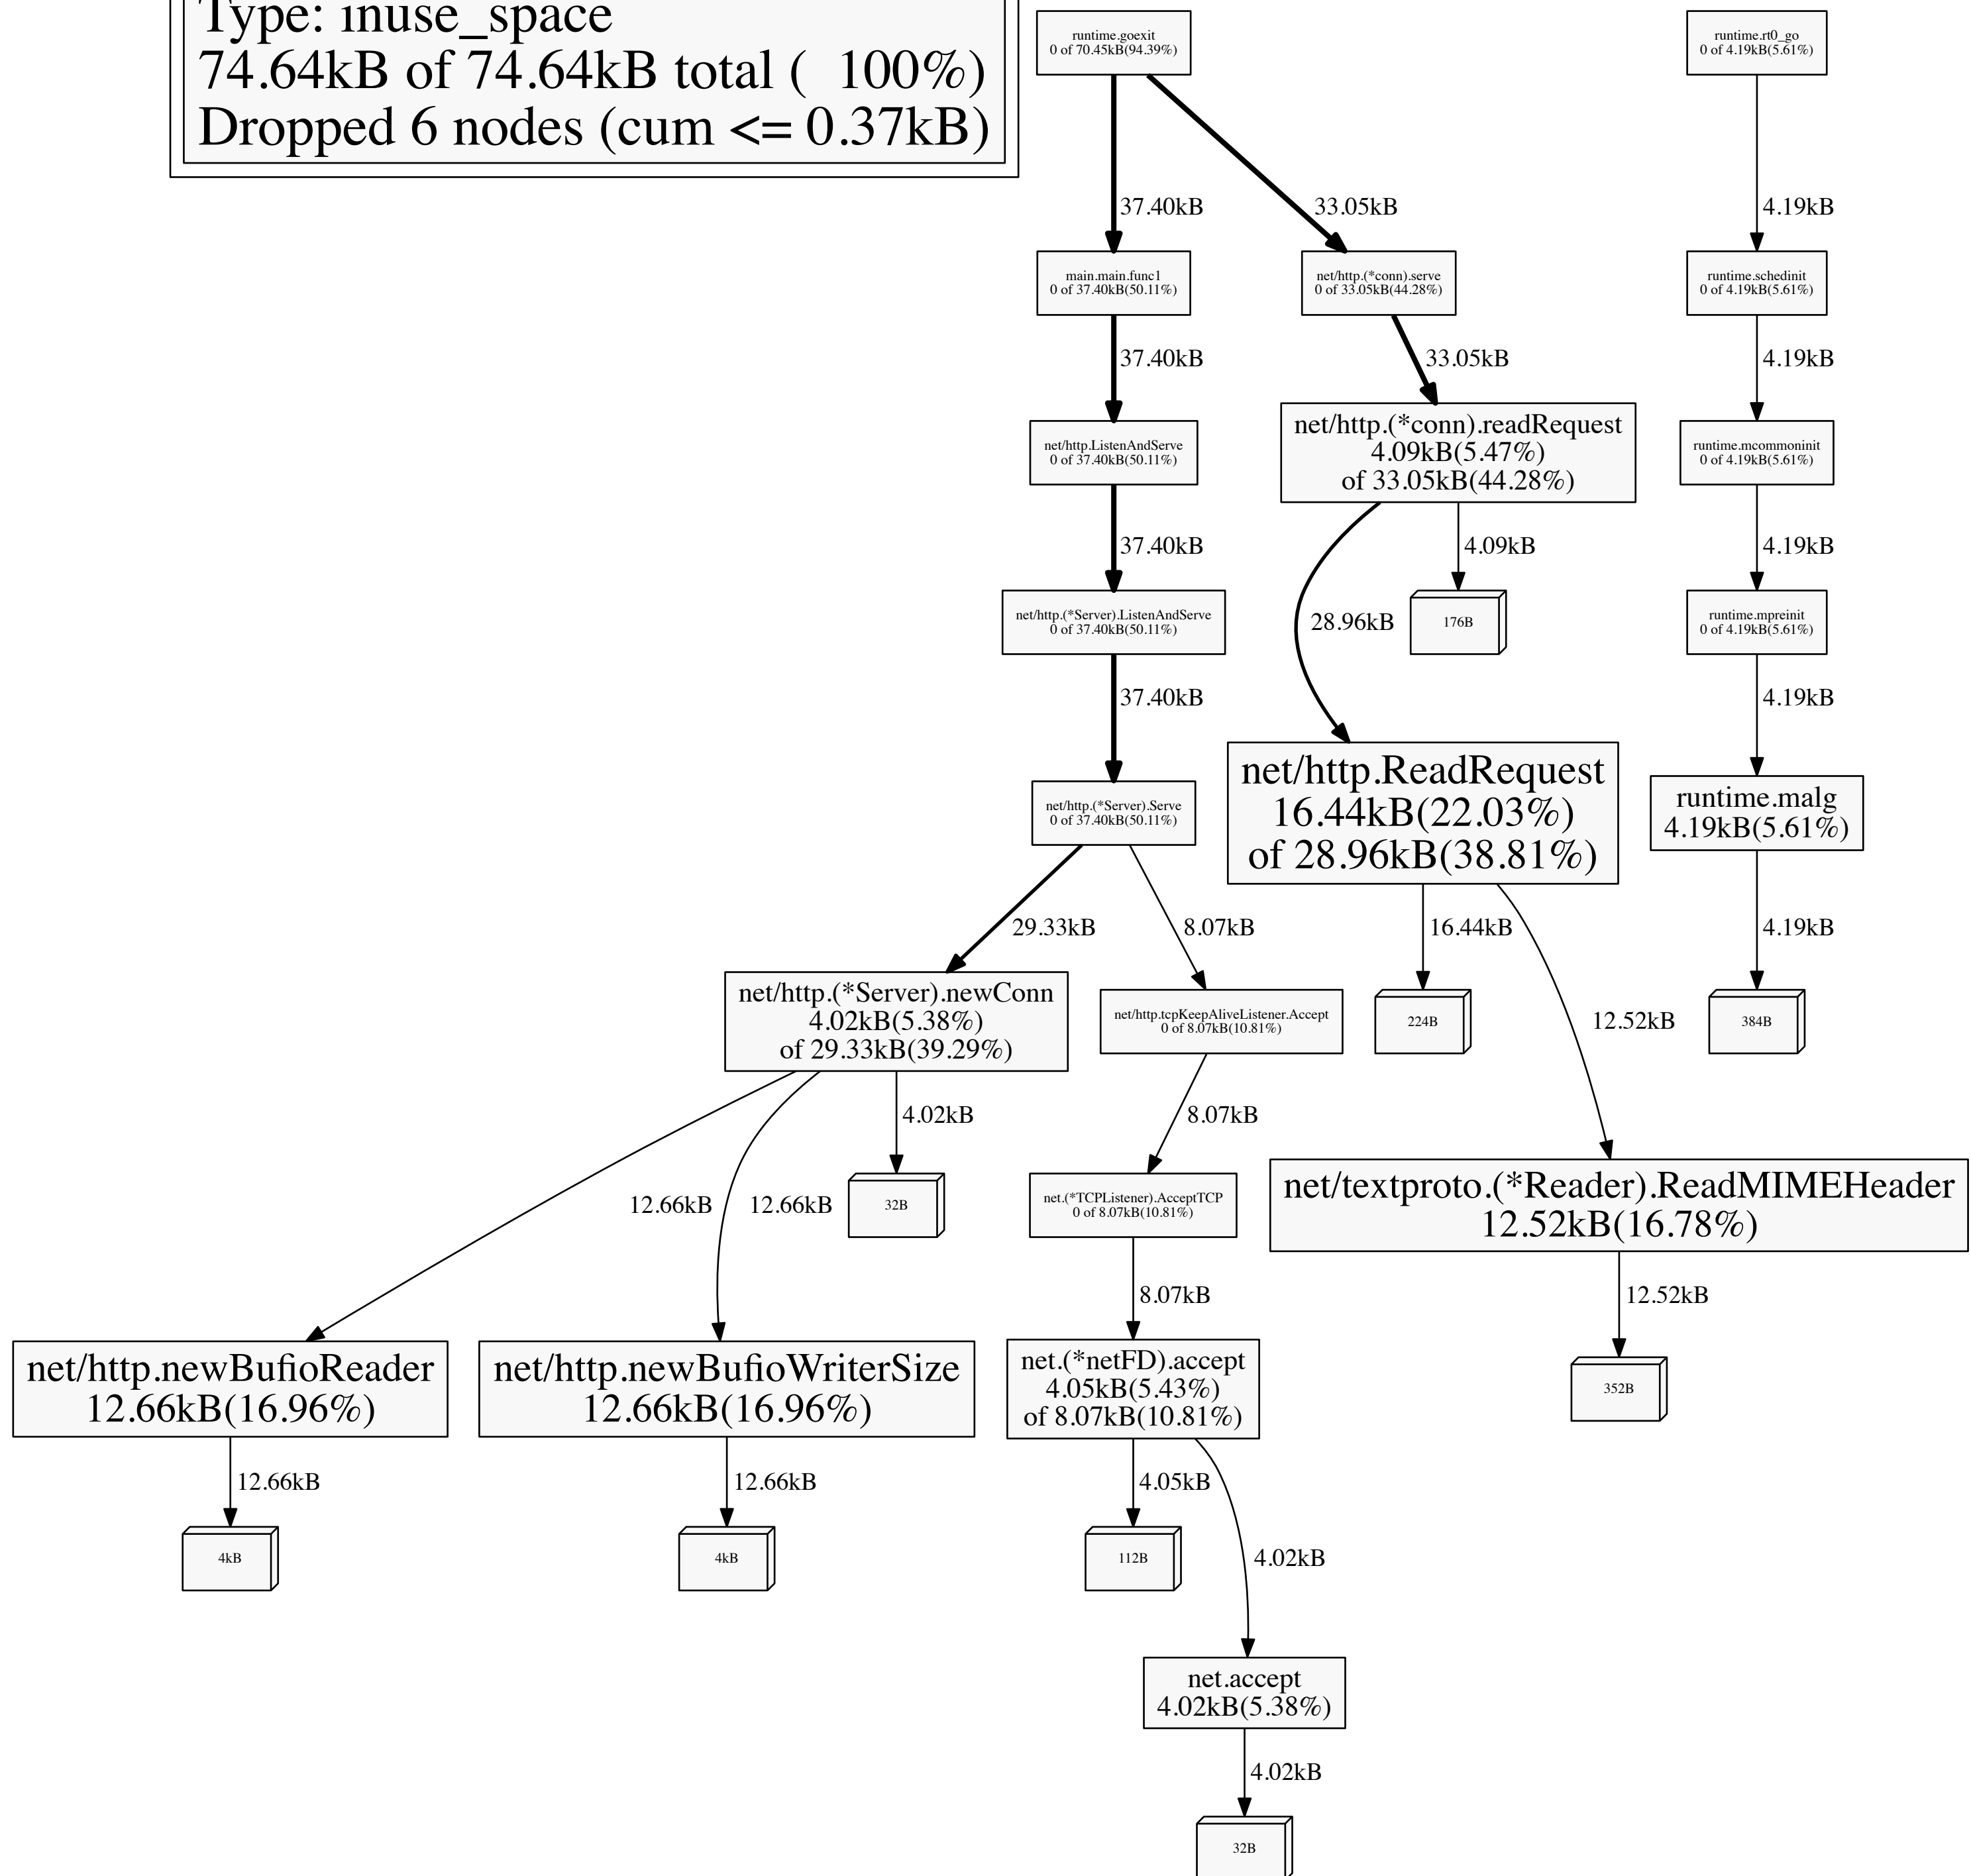 Type: inuse_space
74.64kB of 74.64kB total ( 100%)
Dropped 6 nodes (cum <= 0.37kB)
runtime.goexit
0 of 70.45kB(94.39%)
runtime.rt0_go
0 of 4.19kB(5.61%)
37.40kB
33.05kB
4.19kB
main.main.func1
0 of 37.40kB(50.11%)
net/http.(*conn).serve
0 of 33.05kB(44.28%)
runtime.schedinit
0 of 4.19kB(5.61%)
37.40kB
33.05kB
4.19kB
net/http.ListenAndServe
0 of 37.40kB(50.11%)
net/http.(*conn).readRequest
4.09kB(5.47%)
of 33.05kB(44.28%)
runtime.mcommoninit
0 of 4.19kB(5.61%)
37.40kB
4.09kB
4.19kB
net/http.(*Server).ListenAndServe
0 of 37.40kB(50.11%)
28.96kB
176B
runtime.mpreinit
0 of 4.19kB(5.61%)
37.40kB
4.19kB
net/http.(*Server).Serve
0 of 37.40kB(50.11%)
net/http.ReadRequest
16.44kB(22.03%)
of 28.96kB(38.81%)
runtime.malg
4.19kB(5.61%)
29.33kB
8.07kB
16.44kB
4.19kB
net/http.(*Server).newConn
4.02kB(5.38%)
of 29.33kB(39.29%)
net/http.tcpKeepAliveListener.Accept
0 of 8.07kB(10.81%)
224B
12.52kB
384B
4.02kB
8.07kB
12.66kB
12.66kB
32B
net.(*TCPListener).AcceptTCP
0 of 8.07kB(10.81%)
net/textproto.(*Reader).ReadMIMEHeader
12.52kB(16.78%)
8.07kB
12.52kB
net/http.newBufioReader
12.66kB(16.96%)
net/http.newBufioWriterSize
12.66kB(16.96%)
net.(*netFD).accept
4.05kB(5.43%)
of 8.07kB(10.81%)
352B
12.66kB
12.66kB
4.05kB
4kB
4kB
112B
4.02kB
net.accept
4.02kB(5.38%)
4.02kB
32B